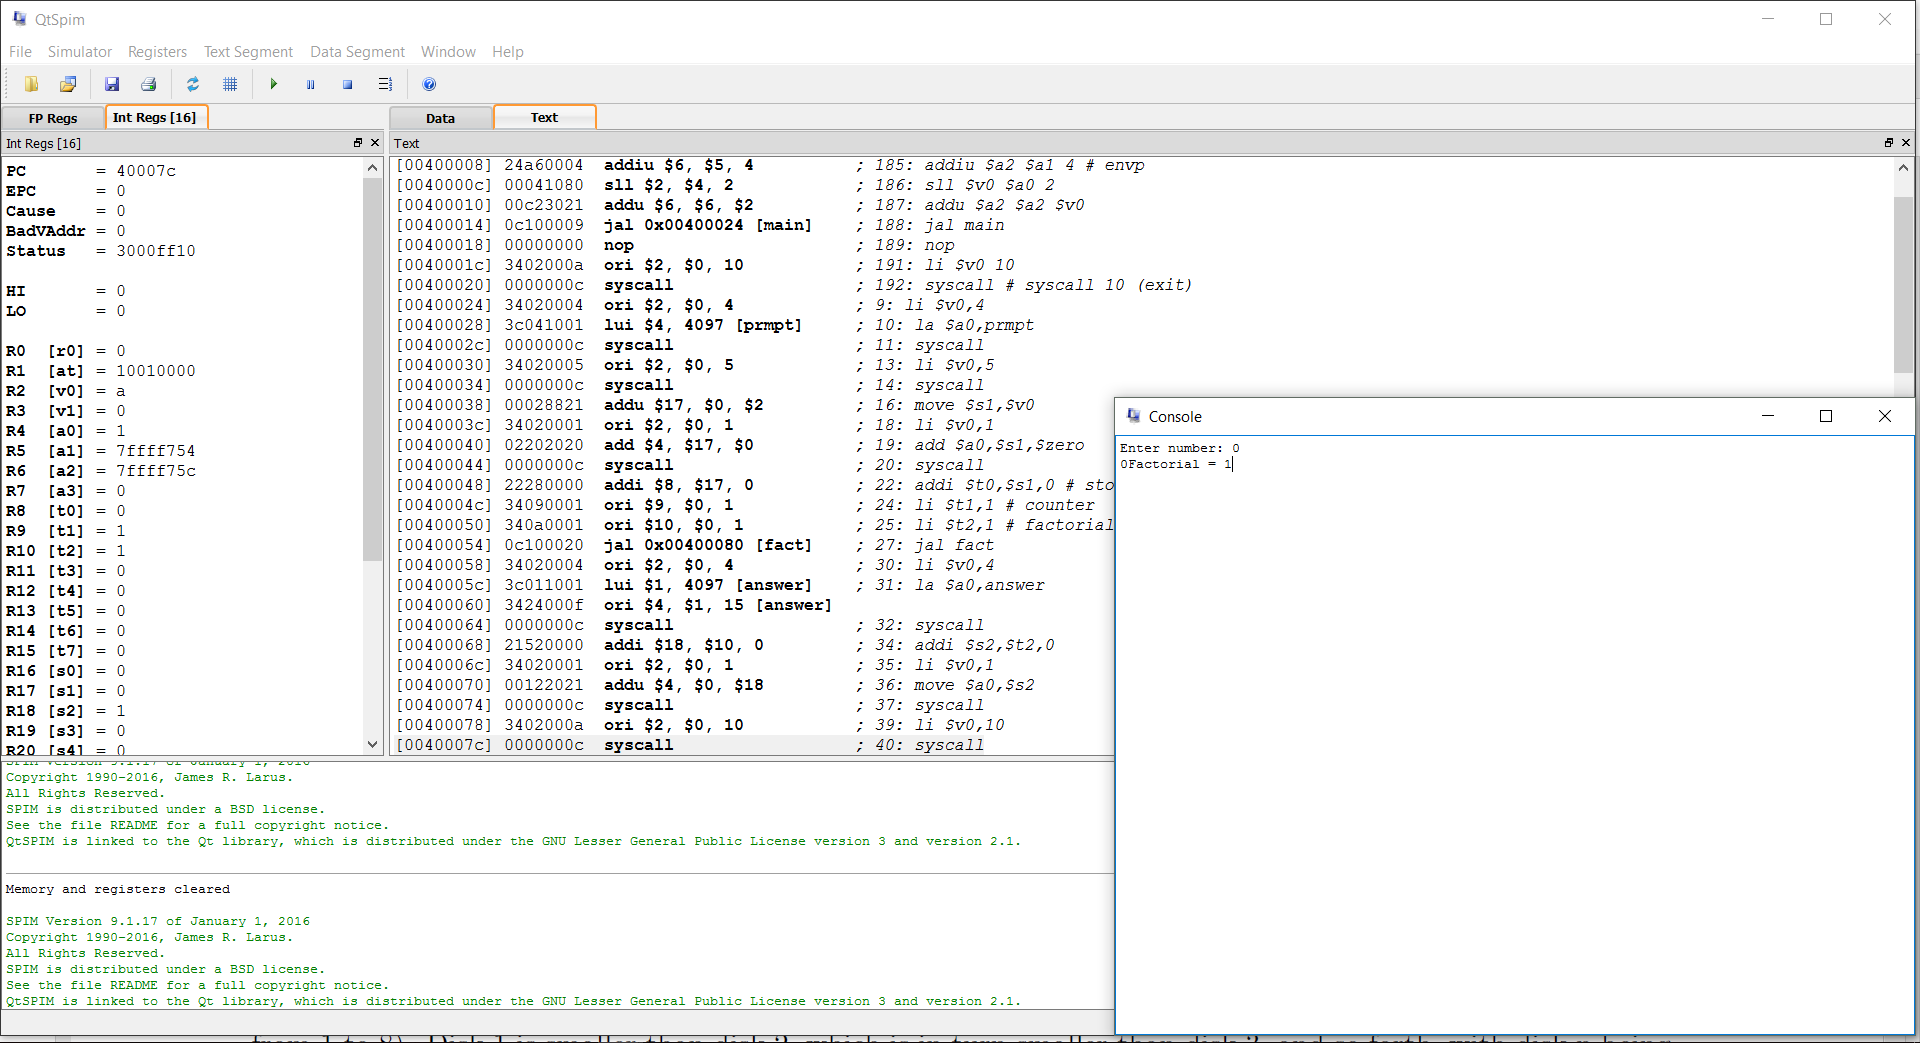 QtSpim
File Simulator Registers Text Segment Data Segment Window Help
FP Regs
Int Regs [16]
Data
Text
Int Regs [16]
PC = 40007c
EPC = 0
Cause = 0
BadVAddr = 0
Status = 3000ff10
HI = 0
LO = 0
R0 [r0] = 0
R1 [at] = 10010000
R2 [v0] = a
R3 [v1] = 0
R4 [a0] = 1
R5 [a1] = 7ffff754
R6 [a2] = 7ffff75c
R7 [a3] = 0
R8 [t0] = 0
R9 [t1] = 1
R10 [t2] = 1
R11 [t3] = 0
R12 [t4] = 0
R13 [t5] = 0
R14 [t6] = 0
R15 [t7] = 0
R16 [s0] = 0
R17 [s1] = 0
R18 [s2] = 1
R19 [s3] = 0
R20 [s4] = 0
Text
[00400008] 24a60004 addiu $6, $5, 4 ; 185: addiu $a2 $a1 4 # envp
[0040000c] 00041080 sll $2, $4, 2 ; 186: sll $v0 $a0 2
[00400010] 00c23021 addu $6, $6, $2 ; 187: addu $a2 $a2 $v0
[00400014] 0c100009 jal 0x00400024 [main] ; 188: jal main
[00400018] 00000000 nop ; 189: nop
[0040001c] 3402000a ori $2, $0, 10 ; 191: li $v0 10
[00400020] 0000000c syscall ; 192: syscall # syscall 10 (exit)
[00400024] 34020004 ori $2, $0, 4 ; 9: li $v0,4
[00400028] 3c041001 lui $4, 4097 [prmpt] ; 10: la $a0,prmpt
[0040002c] 0000000c syscall ; 11: syscall
[00400030] 34020005 ori $2, $0, 5 ; 13: li $v0,5
[00400034] 0000000c syscall ; 14: syscall
[00400038] 00028821 addu $17, $0, $2 ; 16: move $s1,$v0
[0040003c] 34020001 ori $2, $0, 1 ; 18: li $v0,1
[00400040] 02202020 add $4, $17, $0 ; 19: add $a0,$s1,$zero
[00400044] 0000000c syscall ; 20: syscall
[00400048] 22280000 addi $8, $17, 0 ; 22: addi $t0,$s1,0 # sto
[0040004c] 34090001 ori $9, $0, 1 ; 24: li $t1,1 # counter
[00400050] 340a0001 ori $10, $0, 1 ; 25: li $t2,1 # factorial
[00400054] 0c100020 jal 0x00400080 [fact] ; 27: jal fact
[00400058] 34020004 ori $2, $0, 4 ; 30: li $v0,4
[0040005c] 3c011001 lui $1, 4097 [answer] ; 31: la $a0,answer
[00400060] 3424000f ori $4, $1, 15 [answer]
[00400064] 0000000c syscall ; 32: syscall
[00400068] 21520000 addi $18, $10, 0 ; 34: addi $s2,$t2,0
[0040006c] 34020001 ori $2, $0, 1 ; 35: li $v0,1
[00400070] 00122021 addu $4, $0, $18 ; 36: move $a0,$s2
[00400074] 0000000c syscall ; 37: syscall
[00400078] 3402000a ori $2, $0, 10 ; 39: li $v0,10
[0040007c] 0000000c syscall ; 40: syscall
Console
Enter number: 0
0Factorial = 1
SPIM Version 9.1.17 of January 1, 2016
Copyright 1990-2016, James R. Larus.
All Rights Reserved.
SPIM is distributed under a BSD license.
See the file README for a full copyright notice.
QtSPIM is linked to the Qt library, which is distributed under the GNU Lesser General Public License version 3 and version 2.1.
Memory and registers cleared
SPIM Version 9.1.17 of January 1, 2016
Copyright 1990-2016, James R. Larus.
All Rights Reserved.
SPIM is distributed under a BSD license.
See the file README for a full copyright notice.
QtSPIM is linked to the Qt library, which is distributed under the GNU Lesser General Public License version 3 and version 2.1.